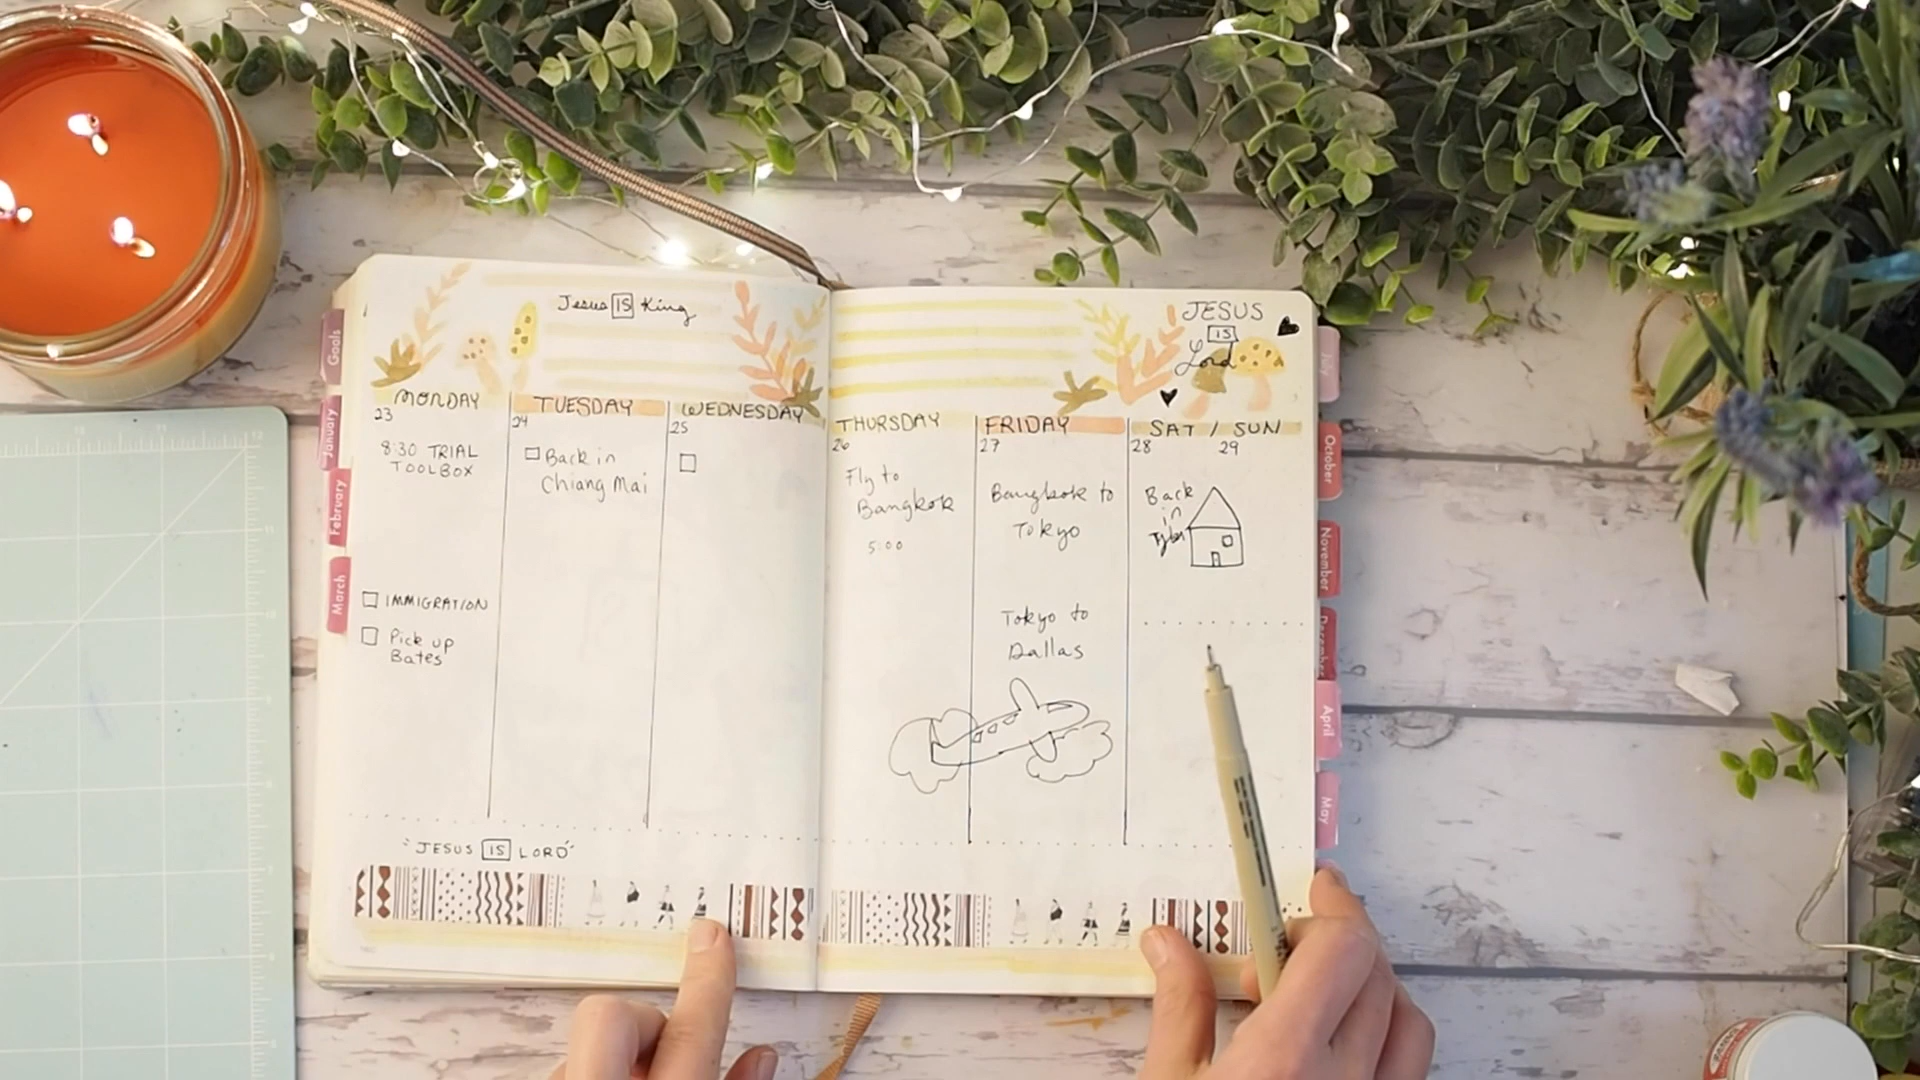 Jesus IS King
JESUS
IS
Lord
MONDAY
23
8:30 TRIAL
TOOLBOX
IMMIGRATION
Pick up
Bates
TUESDAY
24
Back in
Chiang Mai
WEDNESDAY
25
THURSDAY
26
Fly to
Bangkok
5:00
FRIDAY
27
Bangkok to
Tokyo
Tokyo to
Dallas
SAT / SUN
28 29
Back
in
"JESUS IS LORD"
Goals
January
February
March
July
October
November
December
April
May